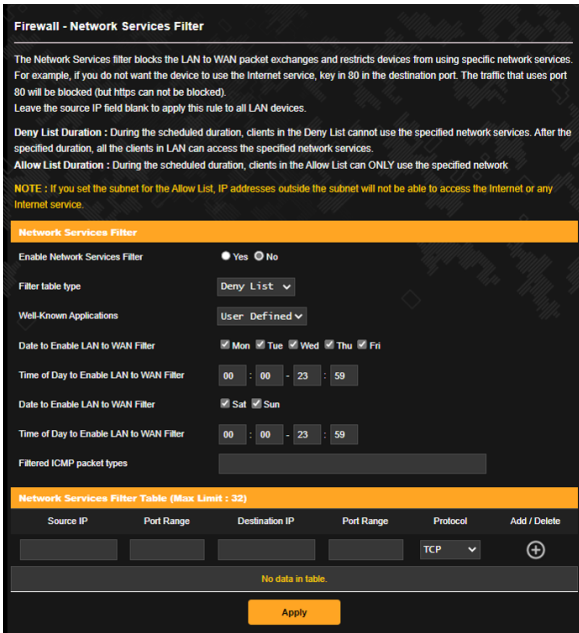 Firewall - Network Services Filter
The Network Services filter blocks the LAN to WAN packet exchanges and restricts devices from using specific network services.
For example, if you do not want the device to use the Internet service, key in 80 in the destination port. The traffic that uses port
80 will be blocked (but https can not be blocked).
Leave the source IP field blank to apply this rule to all LAN devices.
Deny List Duration : During the scheduled duration, clients in the Deny List cannot use the specified network services. After the
specified duration, all the clients in LAN can access the specified network services.
Allow List Duration : During the scheduled duration, clients in the Allow List can ONLY use the specified network
NOTE : If you set the subnet for the Allow List, IP addresses outside the subnet will not be able to access the Internet or any
Internet service.
Network Services Filter
Enable Network Services Filter Yes No
Filter table type Deny List
Well-Known Applications User Defined
Date to Enable LAN to WAN Filter Mon Tue Wed Thu Fri
Time of Day to Enable LAN to WAN Filter 00 : 00 - 23 : 59
Date to Enable LAN to WAN Filter Sat Sun
Time of Day to Enable LAN to WAN Filter 00 : 00 - 23 : 59
Filtered ICMP packet types
Network Services Filter Table (Max Limit : 32)
Source IP Port Range Destination IP Port Range Protocol Add / Delete
TCP
No data in table.
Apply